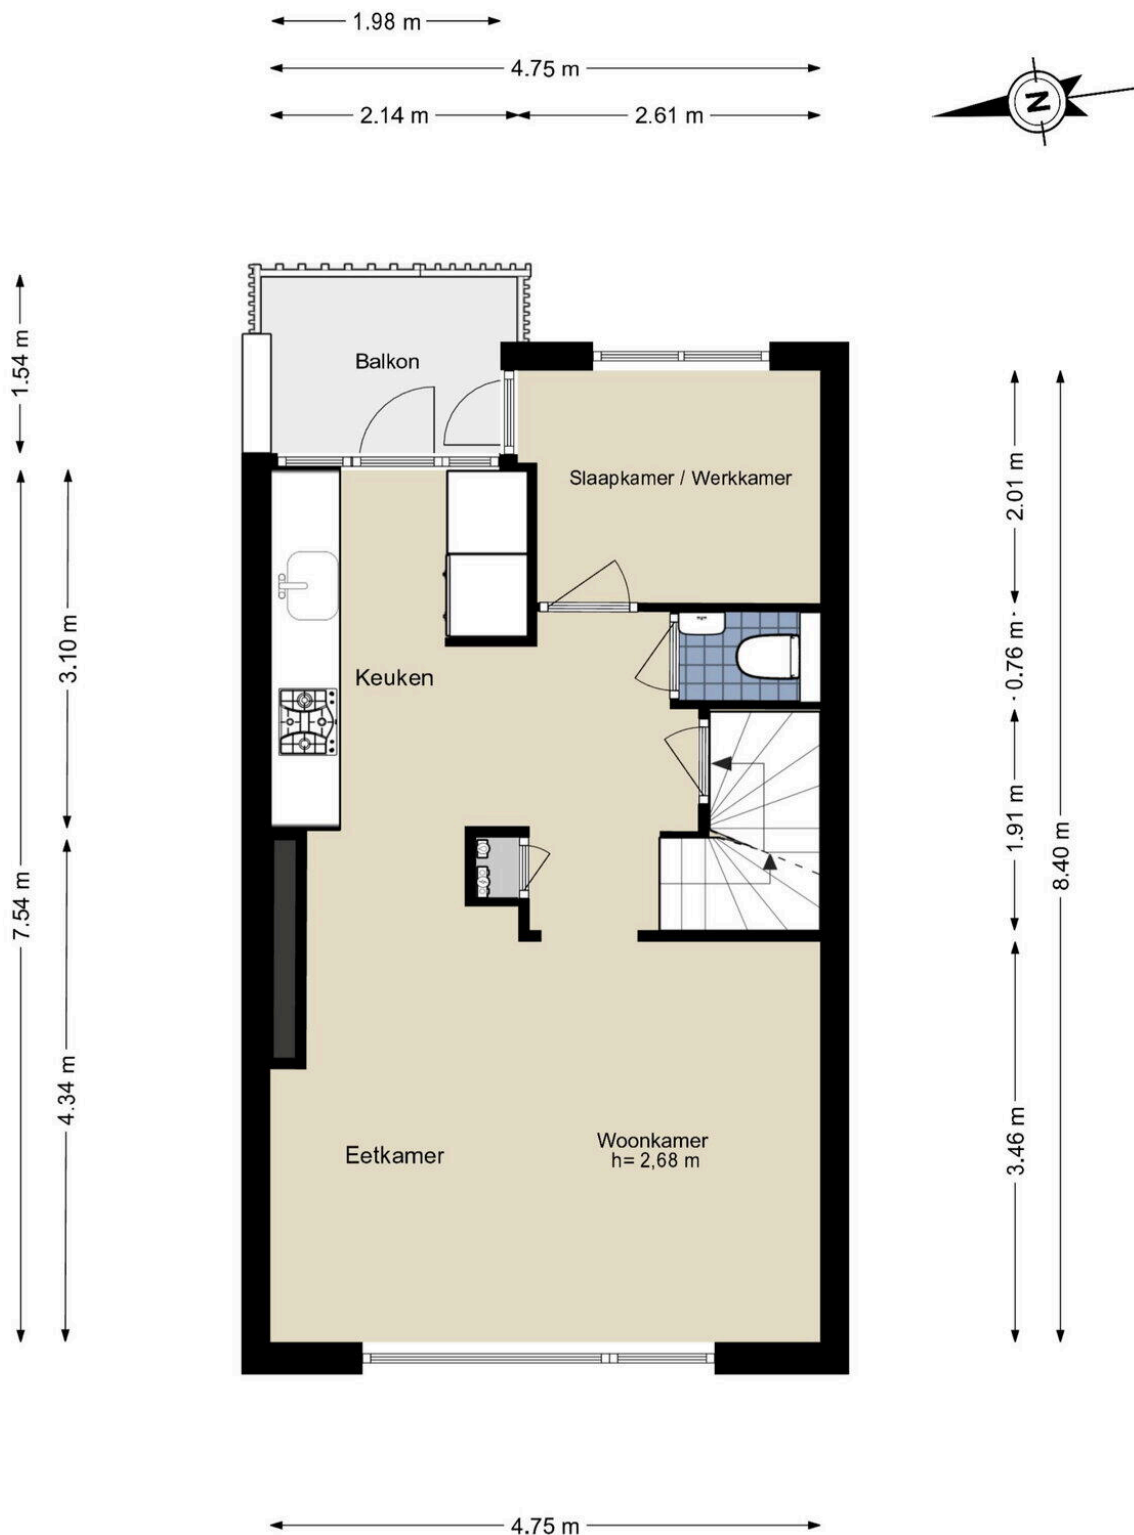 1.98 m
4.75 m
2.14 m
2.61 m
N
1.54 m
Balkon
2.01 m
Slaapkamer / Werkkamer
3.10 m
0.76 m
Keuken
1.91 m
8.40 m
7.54 m
4.34 m
3.46 m
Eetkamer
Woonkamer
h= 2,68 m
4.75 m